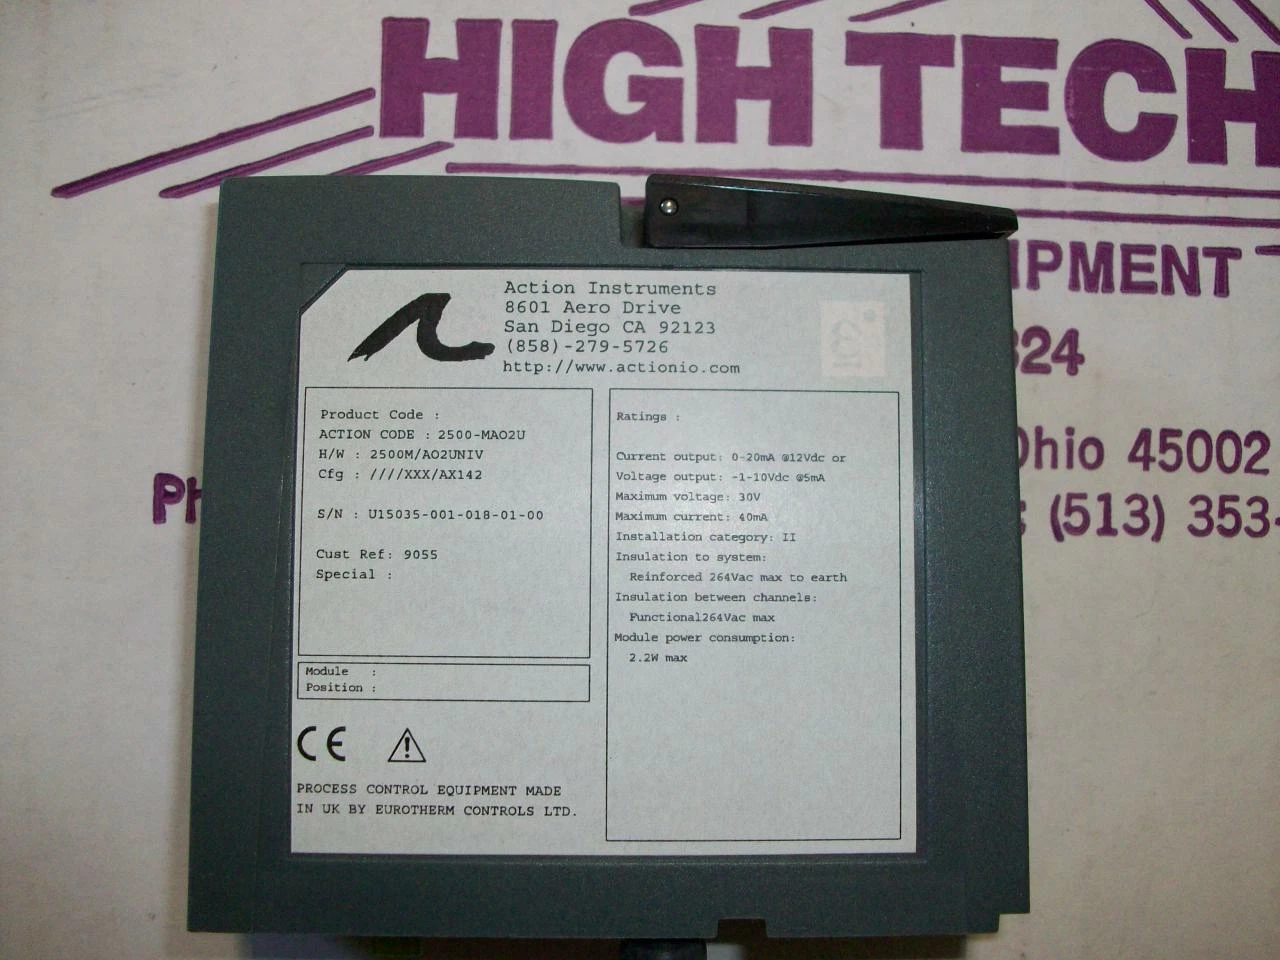 HIGH TECH
IPMENT
324
Ohio 45002
Ph
(513) 353-
Action Instruments
8601 Aero Drive
San Diego CA 92123
(858)-279-5726
http://www.actionio.com
Product Code :
ACTION CODE : 2500-MAO2U
H/W : 2500M/AO2UNIV
Cfg : ////XXX/AX142
S/N : U15035-001-018-01-00
Cust Ref: 9055
Special :
Module :
Position :
CE
PROCESS CONTROL EQUIPMENT MADE
IN UK BY EUROTHERM CONTROLS LTD.
Ratings :
Current output: 0-20mA @12Vdc or
Voltage output: -1-10Vdc @5mA
Maximum voltage: 30V
Maximum current: 40mA
Installation category: II
Insulation to system:
Reinforced 264Vac max to earth
Insulation between channels:
Functional264Vac max
Module power consumption:
2.2W max